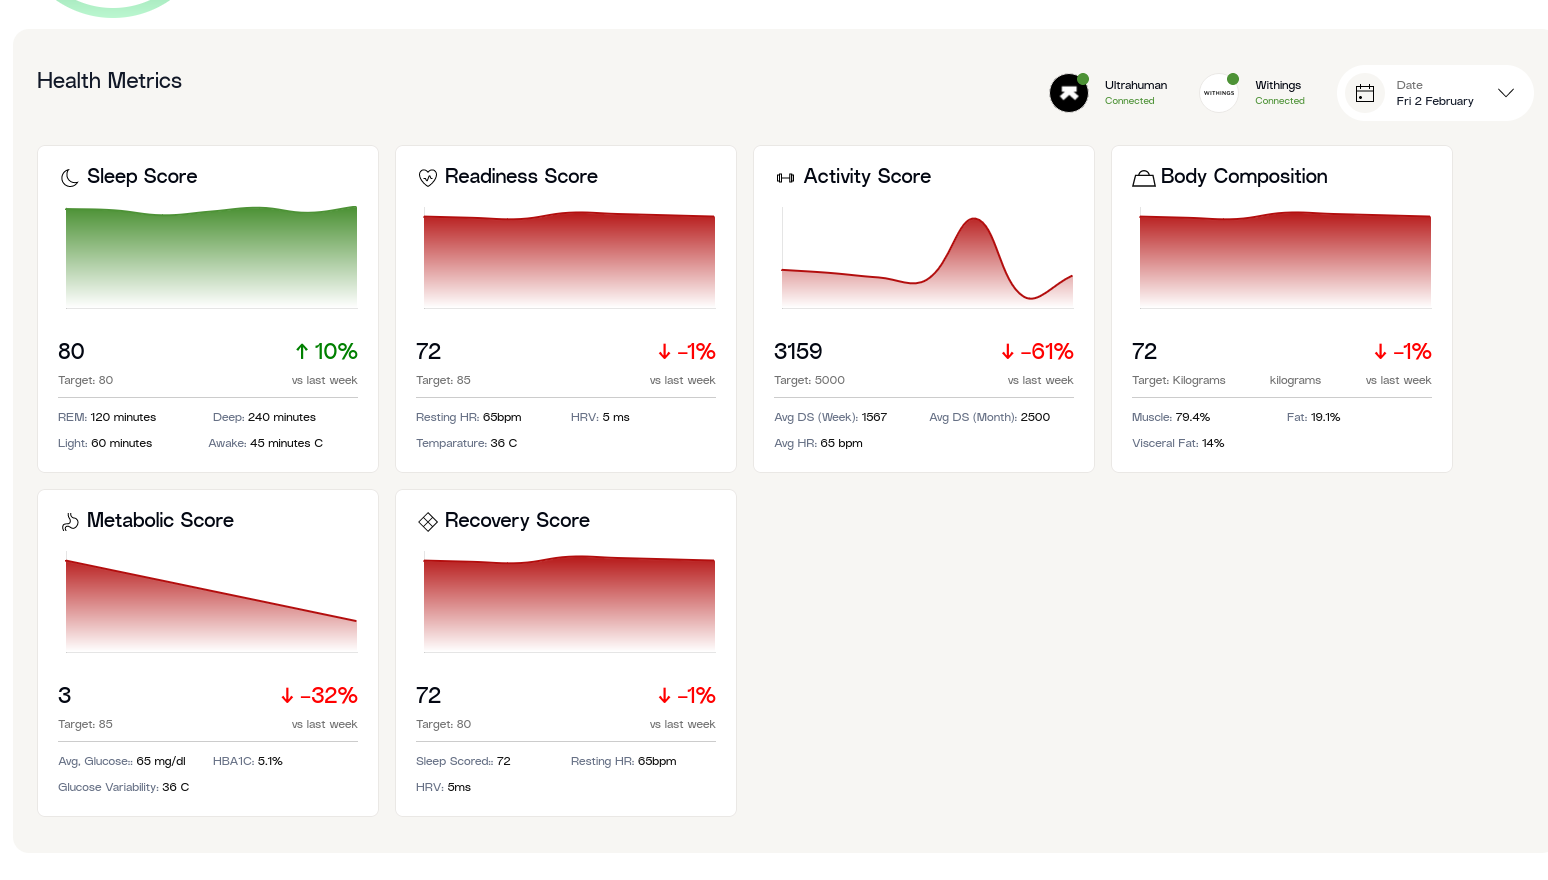 Health Metrics
Ultrahuman
Connected
WITHINGS
Withings
Connected
Date
Fri 2 February
Sleep Score
80
↑ 10%
Target: 80
vs last week
REM: 120 minutes
Deep: 240 minutes
Light: 60 minutes
Awake: 45 minutes C
Readiness Score
72
↓ -1%
Target: 85
vs last week
Resting HR: 65bpm
HRV: 5 ms
Temparature: 36 C
Activity Score
3159
↓ -61%
Target: 5000
vs last week
Avg DS (Week): 1567
Avg DS (Month): 2500
Avg HR: 65 bpm
Body Composition
72
↓ -1%
Target: Kilograms
kilograms
vs last week
Muscle: 79.4%
Fat: 19.1%
Visceral Fat: 14%
Metabolic Score
3
↓ -32%
Target: 85
vs last week
Avg, Glucose:: 65 mg/dl
HBA1C: 5.1%
Glucose Variability: 36 C
Recovery Score
72
↓ -1%
Target: 80
vs last week
Sleep Scored:: 72
Resting HR: 65bpm
HRV: 5ms